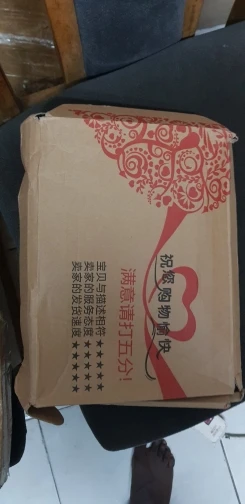 祝您购物愉快
满意请打五分!
宝贝与描述相符★★★★★
卖家的服务态度★★★★★
卖家的发货速度★★★★★